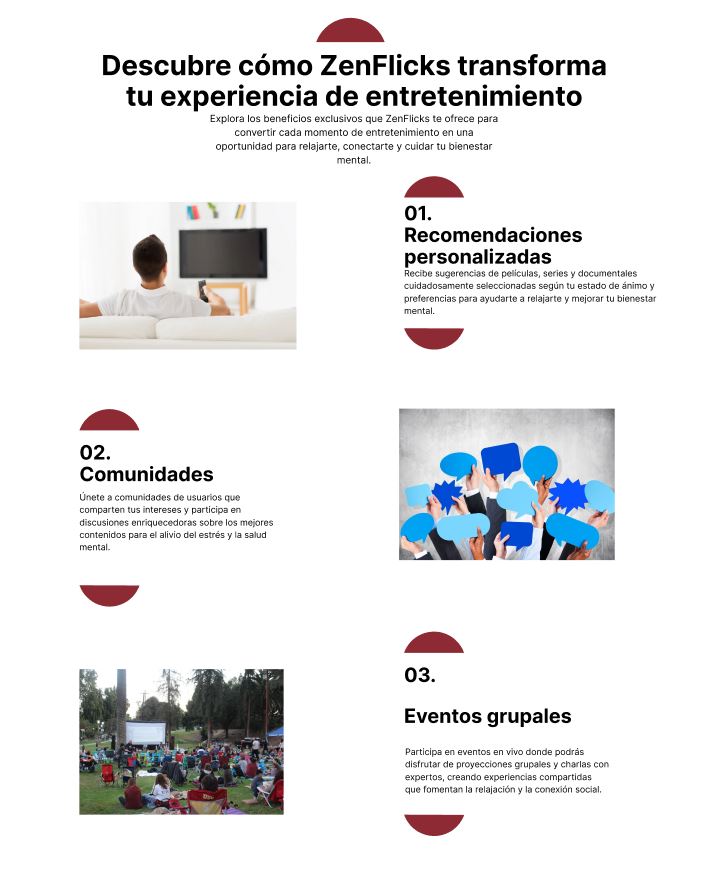 Descubre cómo ZenFlicks transforma
tu experiencia de entretenimiento
Explora los beneficios exclusivos que ZenFlicks te ofrece para
convertir cada momento de entretenimiento en una
oportunidad para relajarte, conectarte y cuidar tu bienestar
mental.
01.
Recomendaciones
personalizadas
Recibe sugerencias de películas, series y documentales
cuidadosamente seleccionadas según tu estado de ánimo y
preferencias para ayudarte a relajarte y mejorar tu bienestar
mental.
02.
Comunidades
Únete a comunidades de usuarios que
comparten tus intereses y participa en
discusiones enriquecedoras sobre los mejores
contenidos para el alivio del estrés y la salud
mental.
03.
Eventos grupales
Participa en eventos en vivo donde podrás
disfrutar de proyecciones grupales y charlas con
expertos, creando experiencias compartidas
que fomentan la relajación y la conexión social.